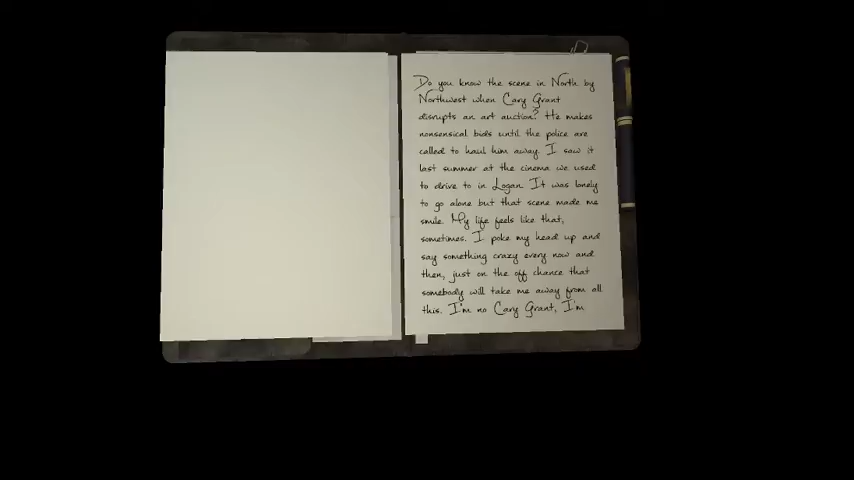 Do you know the scene in North by
Northwest when Cary Grant
disrupts an art auction? He makes
nonsensical bids until the police are
called to haul him away. I saw it
last summer at the cinema we used
to drive to in Logan. It was lonely
to go alone but that scene made me
smile. My life feels like that,
sometimes. I poke my head up and
say something crazy every now and
then, just on the off chance that
somebody will take me away from all
this. I'm no Cary Grant, I'm